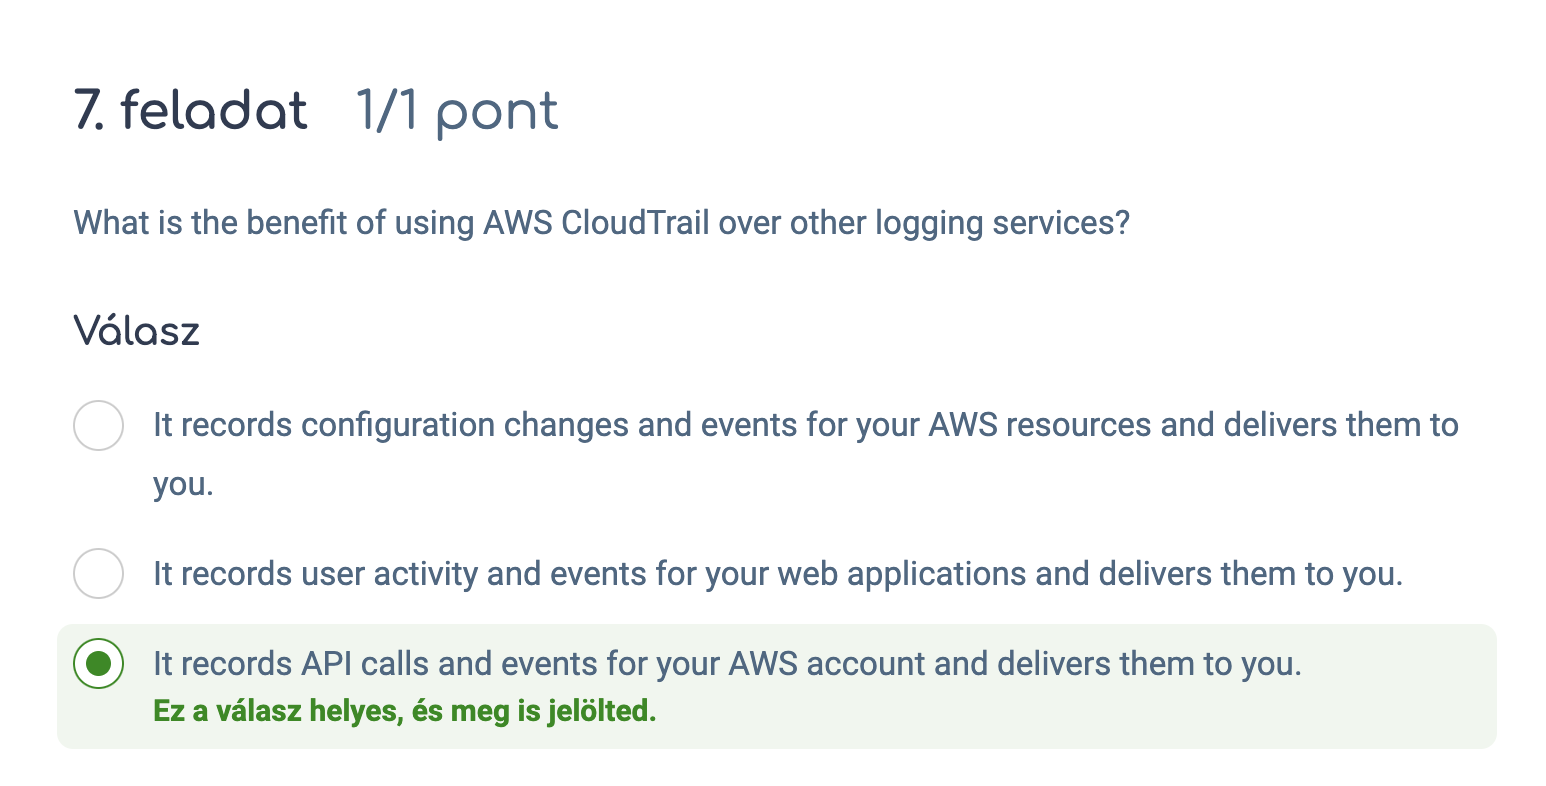 7. feladat 1/1 pont
What is the benefit of using AWS CloudTrail over other logging services?
Válasz
It records configuration changes and events for your AWS resources and delivers them to
you.
It records user activity and events for your web applications and delivers them to you.
It records API calls and events for your AWS account and delivers them to you.
Ez a válasz helyes, és meg is jelölted.